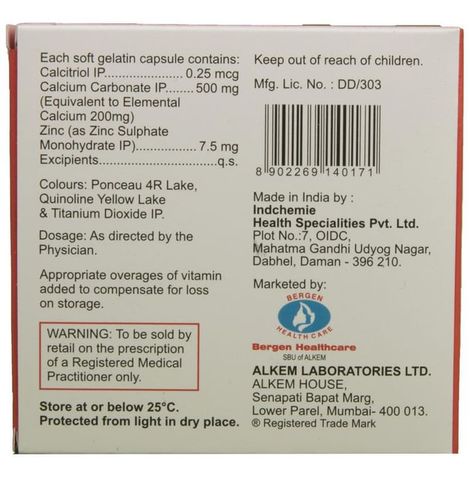 Each soft gelatin capsule contains:
Calcitriol IP........................ 0.25 mcg
Calcium Carbonate IP...... 500 mg
(Equivalent to Elemental
Calcium 200mg)
Zinc (as Zinc Sulphate
Monohydrate IP)................. 7.5 mg
Excipients............................q.s.
Colours: Ponceau 4R Lake,
Quinoline Yellow Lake
& Titanium Dioxide IP.
Dosage: As directed by the
Physician.
Appropriate overages of vitamin
added to compensate for loss
on storage.
WARNING: To be sold by
retail on the prescription
of a Registered Medical
Practitioner only.
Store at or below 25°C.
Protected from light in dry place.
Keep out of reach of children.
Mfg. Lic. No. : DD/303
8 902269 140171
Made in India by :
Indchemie
Health Specialities Pvt. Ltd.
Plot No.:7, OIDC,
Mahatma Gandhi Udyog Nagar,
Dabhel, Daman - 396 210.
Marketed by:
BERGEN
HEALTH CARE
Bergen Healthcare
SBU of ALKEM
ALKEM LABORATORIES LTD.
ALKEM HOUSE,
Senapati Bapat Marg,
Lower Parel, Mumbai- 400 013.
® Registered Trade Mark